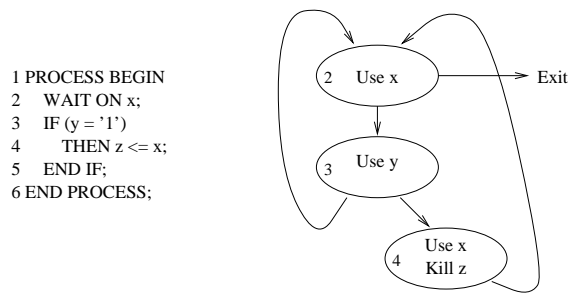 1 PROCESS BEGIN
2 WAIT ON x;
3 IF (y = '1')
4 THEN z <= x;
5 END IF;
6 END PROCESS;
2 Use x
Exit
3 Use y
4 Use x
Kill z